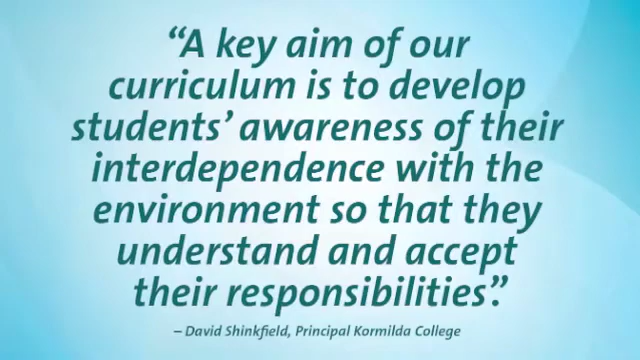 “A key aim of our
curriculum is to develop
students’ awareness of their
interdependence with the
environment so that they
understand and accept
their responsibilities.”
– David Shinkfield, Principal Kormilda College